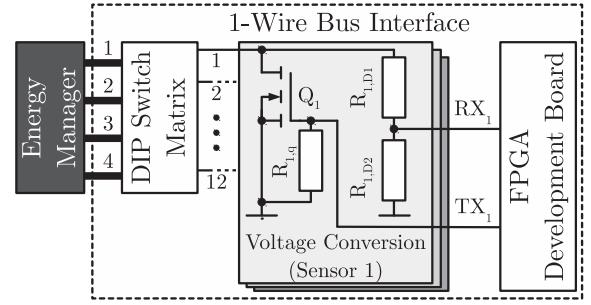 1-Wire Bus Interface
Energy
Manager
1
2
3
4
DIP Switch
Matrix
1
2
12
Q1
R1,q
R1,D1
R1,D2
Voltage Conversion
(Sensor 1)
RX1
TX1
FPGA
Development Board